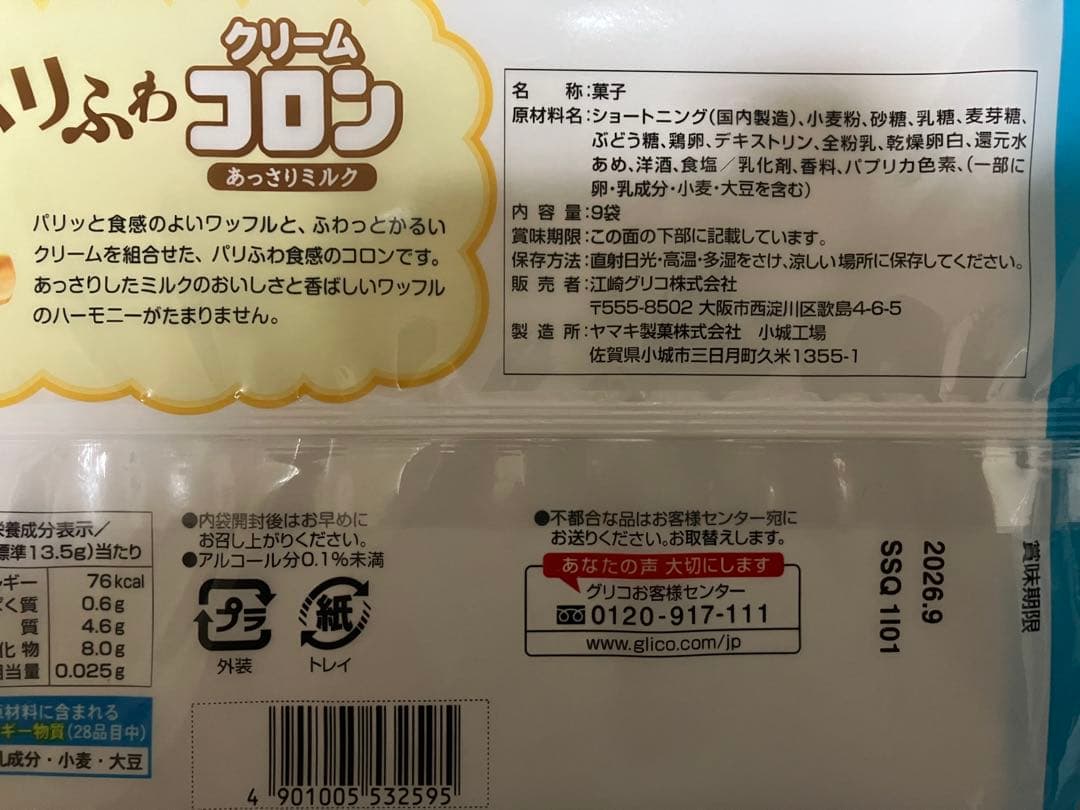 クリーム
パリふわ コロン
あっさりミルク
パリッと食感のよいワッフルと、ふわっとかるい
クリームを組合せた、パリふわ食感のコロンです。
あっさりしたミルクのおいしさと香ばしいワッフル
のハーモニーがたまりません。
名 称:菓子
原材料名:ショートニング(国内製造)、小麦粉、砂糖、乳糖、麦芽糖、
ぶどう糖、鶏卵、デキストリン、全粉乳、乾燥卵白、還元水
あめ、洋酒、食塩/乳化剤、香料、パプリカ色素、(一部に
卵・乳成分・小麦・大豆を含む)
内 容 量:9袋
賞味期限:この面の下部に記載しています。
保存方法:直射日光・高温・多湿をさけ、涼しい場所に保存してください。
販 売 者:江崎グリコ株式会社
〒555-8502 大阪市西淀川区歌島4-6-5
製 造 所:ヤマキ製菓株式会社 小城工場
佐賀県小城市三日月町久米1355-1
養成分表示/
標準13.5g)当たり
ギー 76kcal
ぱく質 0.6g
質 4.6g
化物 8.0g
相当量 0.025g
原材料に含まれる
ギー物質(28品目中)
乳成分・小麦・大豆
●内袋開封後はお早めに
お召し上がりください。
●アルコール分0.1%未満
プラ
外装
紙
トレイ
4 901005 532595
●不都合な品はお客様センター宛に
お送りください。お取替えします。
あなたの声 大切にします
グリコお客様センター
0120-917-111
www.glico.com/jp
賞味期限
2026.9
SSQ 1I01